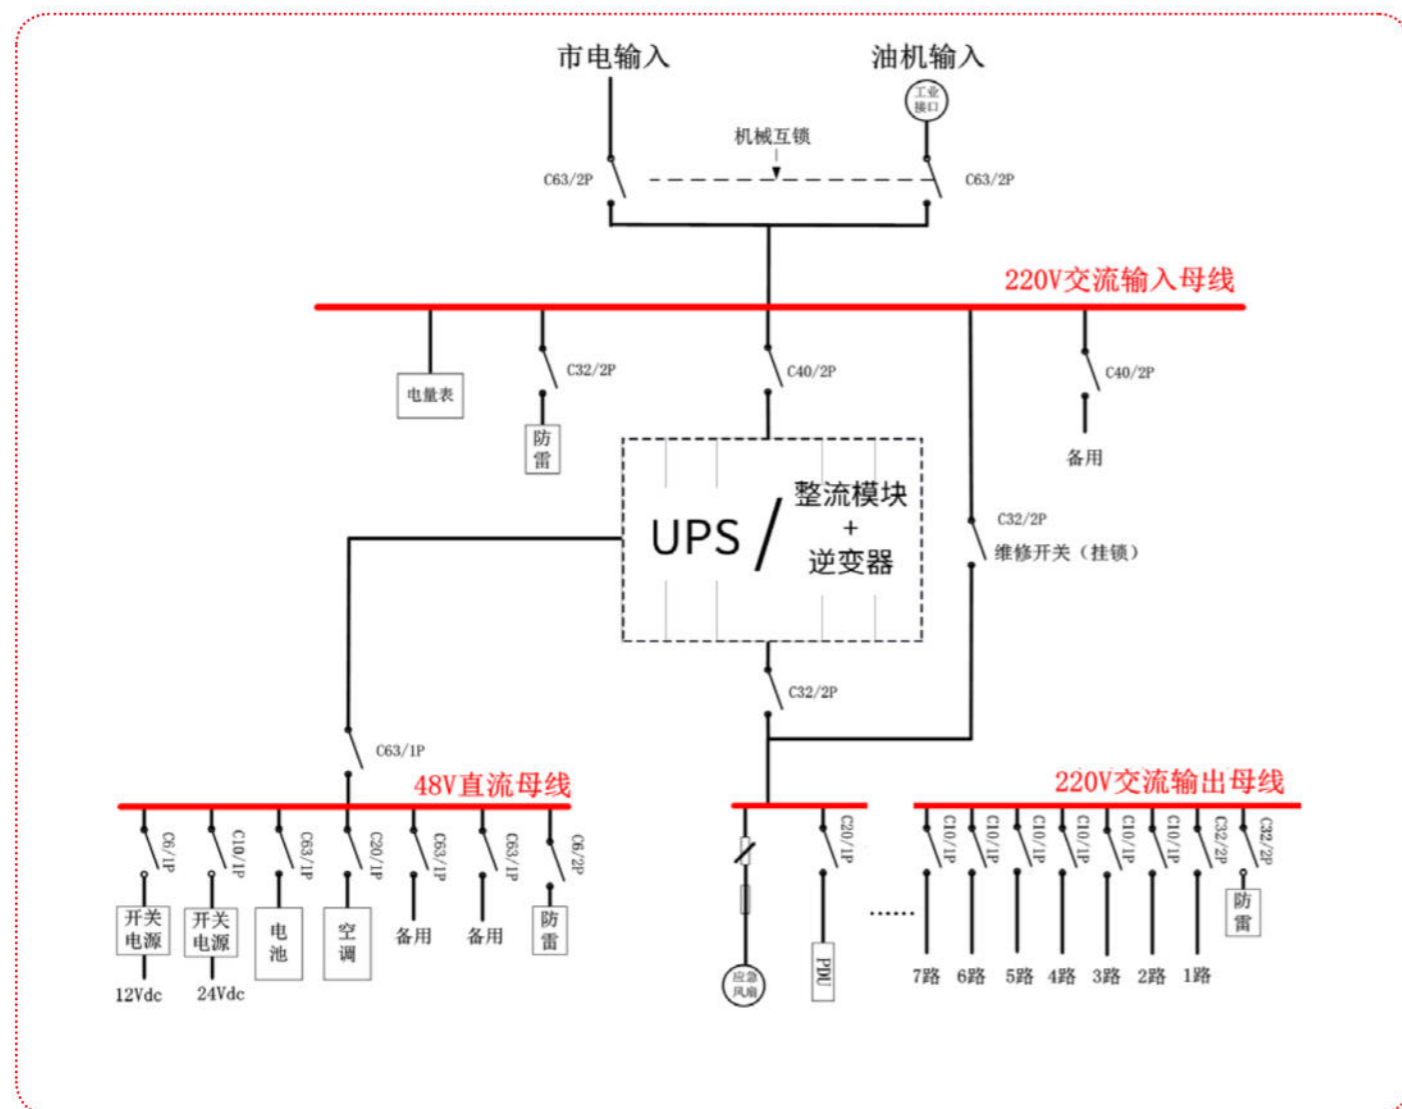 市电输入
油机输入
工业
接口
机械互锁
C63/2P
C63/2P
220V交流输入母线
C32/2P
C40/2P
C40/2P
电量表
防
雷
备用
UPS
/
整流模块
+
逆变器
C32/2P
维修开关（挂锁）
C32/2P
C63/1P
48V直流母线
220V交流输出母线
C6/1P
C10/1P
C63/1P
C20/1P
C63/1P
C63/1P
C6/2P
C20/1P
C10/1P
C10/1P
C10/1P
C10/1P
C10/1P
C10/1P
C32/2P
C32/2P
开关
电源
开关
电源
电
池
空
调
备用
备用
防
雷
12Vdc
24Vdc
应急
风扇
PDU
......
7路
6路
5路
4路
3路
2路
1路
防
雷